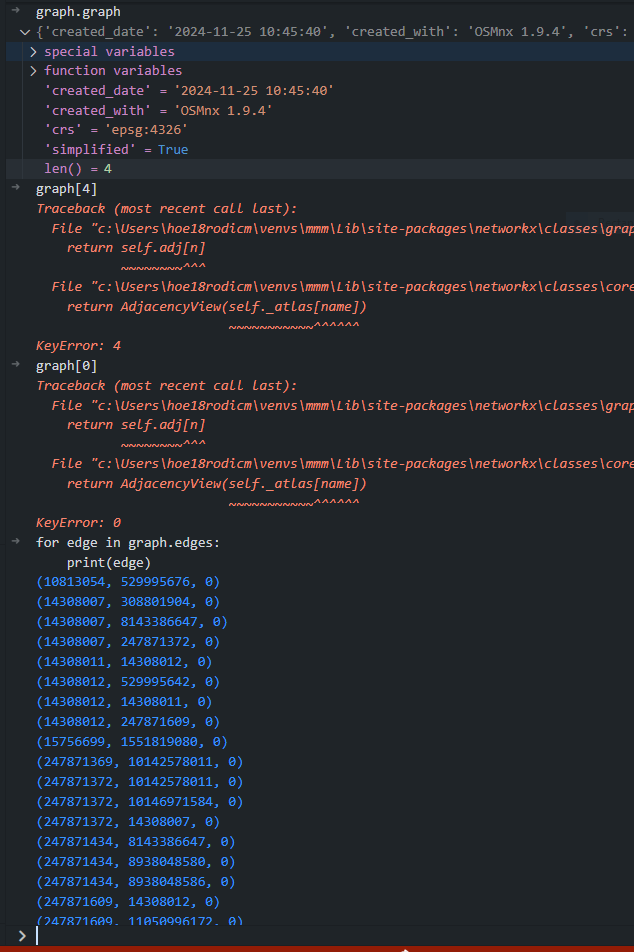 graph.graph
{'created_date': '2024-11-25 10:45:40', 'created_with': 'OSMnx 1.9.4', 'crs':
special variables
function variables
'created_date' = '2024-11-25 10:45:40'
'created_with' = 'OSMnx 1.9.4'
'crs' = 'epsg:4326'
'simplified' = True
len() = 4
graph[4]
Traceback (most recent call last):
File "c:\Users\hoe18rodicm\venvs\mmm\Lib\site-packages\networkx\classes\grap
return self.adj[n]
~~~~~~~~^^^
File "c:\Users\hoe18rodicm\venvs\mmm\Lib\site-packages\networkx\classes\core
return AdjacencyView(self._atlas[name])
~~~~~~~~~~~^^^^^^
KeyError: 4
graph[0]
Traceback (most recent call last):
File "c:\Users\hoe18rodicm\venvs\mmm\Lib\site-packages\networkx\classes\grap
return self.adj[n]
~~~~~~~~^^^
File "c:\Users\hoe18rodicm\venvs\mmm\Lib\site-packages\networkx\classes\core
return AdjacencyView(self._atlas[name])
~~~~~~~~~~~^^^^^^
KeyError: 0
for edge in graph.edges:
print(edge)
(10813054, 529995676, 0)
(14308007, 308801904, 0)
(14308007, 8143386647, 0)
(14308007, 247871372, 0)
(14308011, 14308012, 0)
(14308012, 529995642, 0)
(14308012, 14308011, 0)
(14308012, 247871609, 0)
(15756699, 1551819080, 0)
(247871369, 10142578011, 0)
(247871372, 10142578011, 0)
(247871372, 10146971584, 0)
(247871372, 14308007, 0)
(247871434, 8143386647, 0)
(247871434, 8938048580, 0)
(247871434, 8938048586, 0)
(247871609, 14308012, 0)
(247871609, 11050996172, 0)